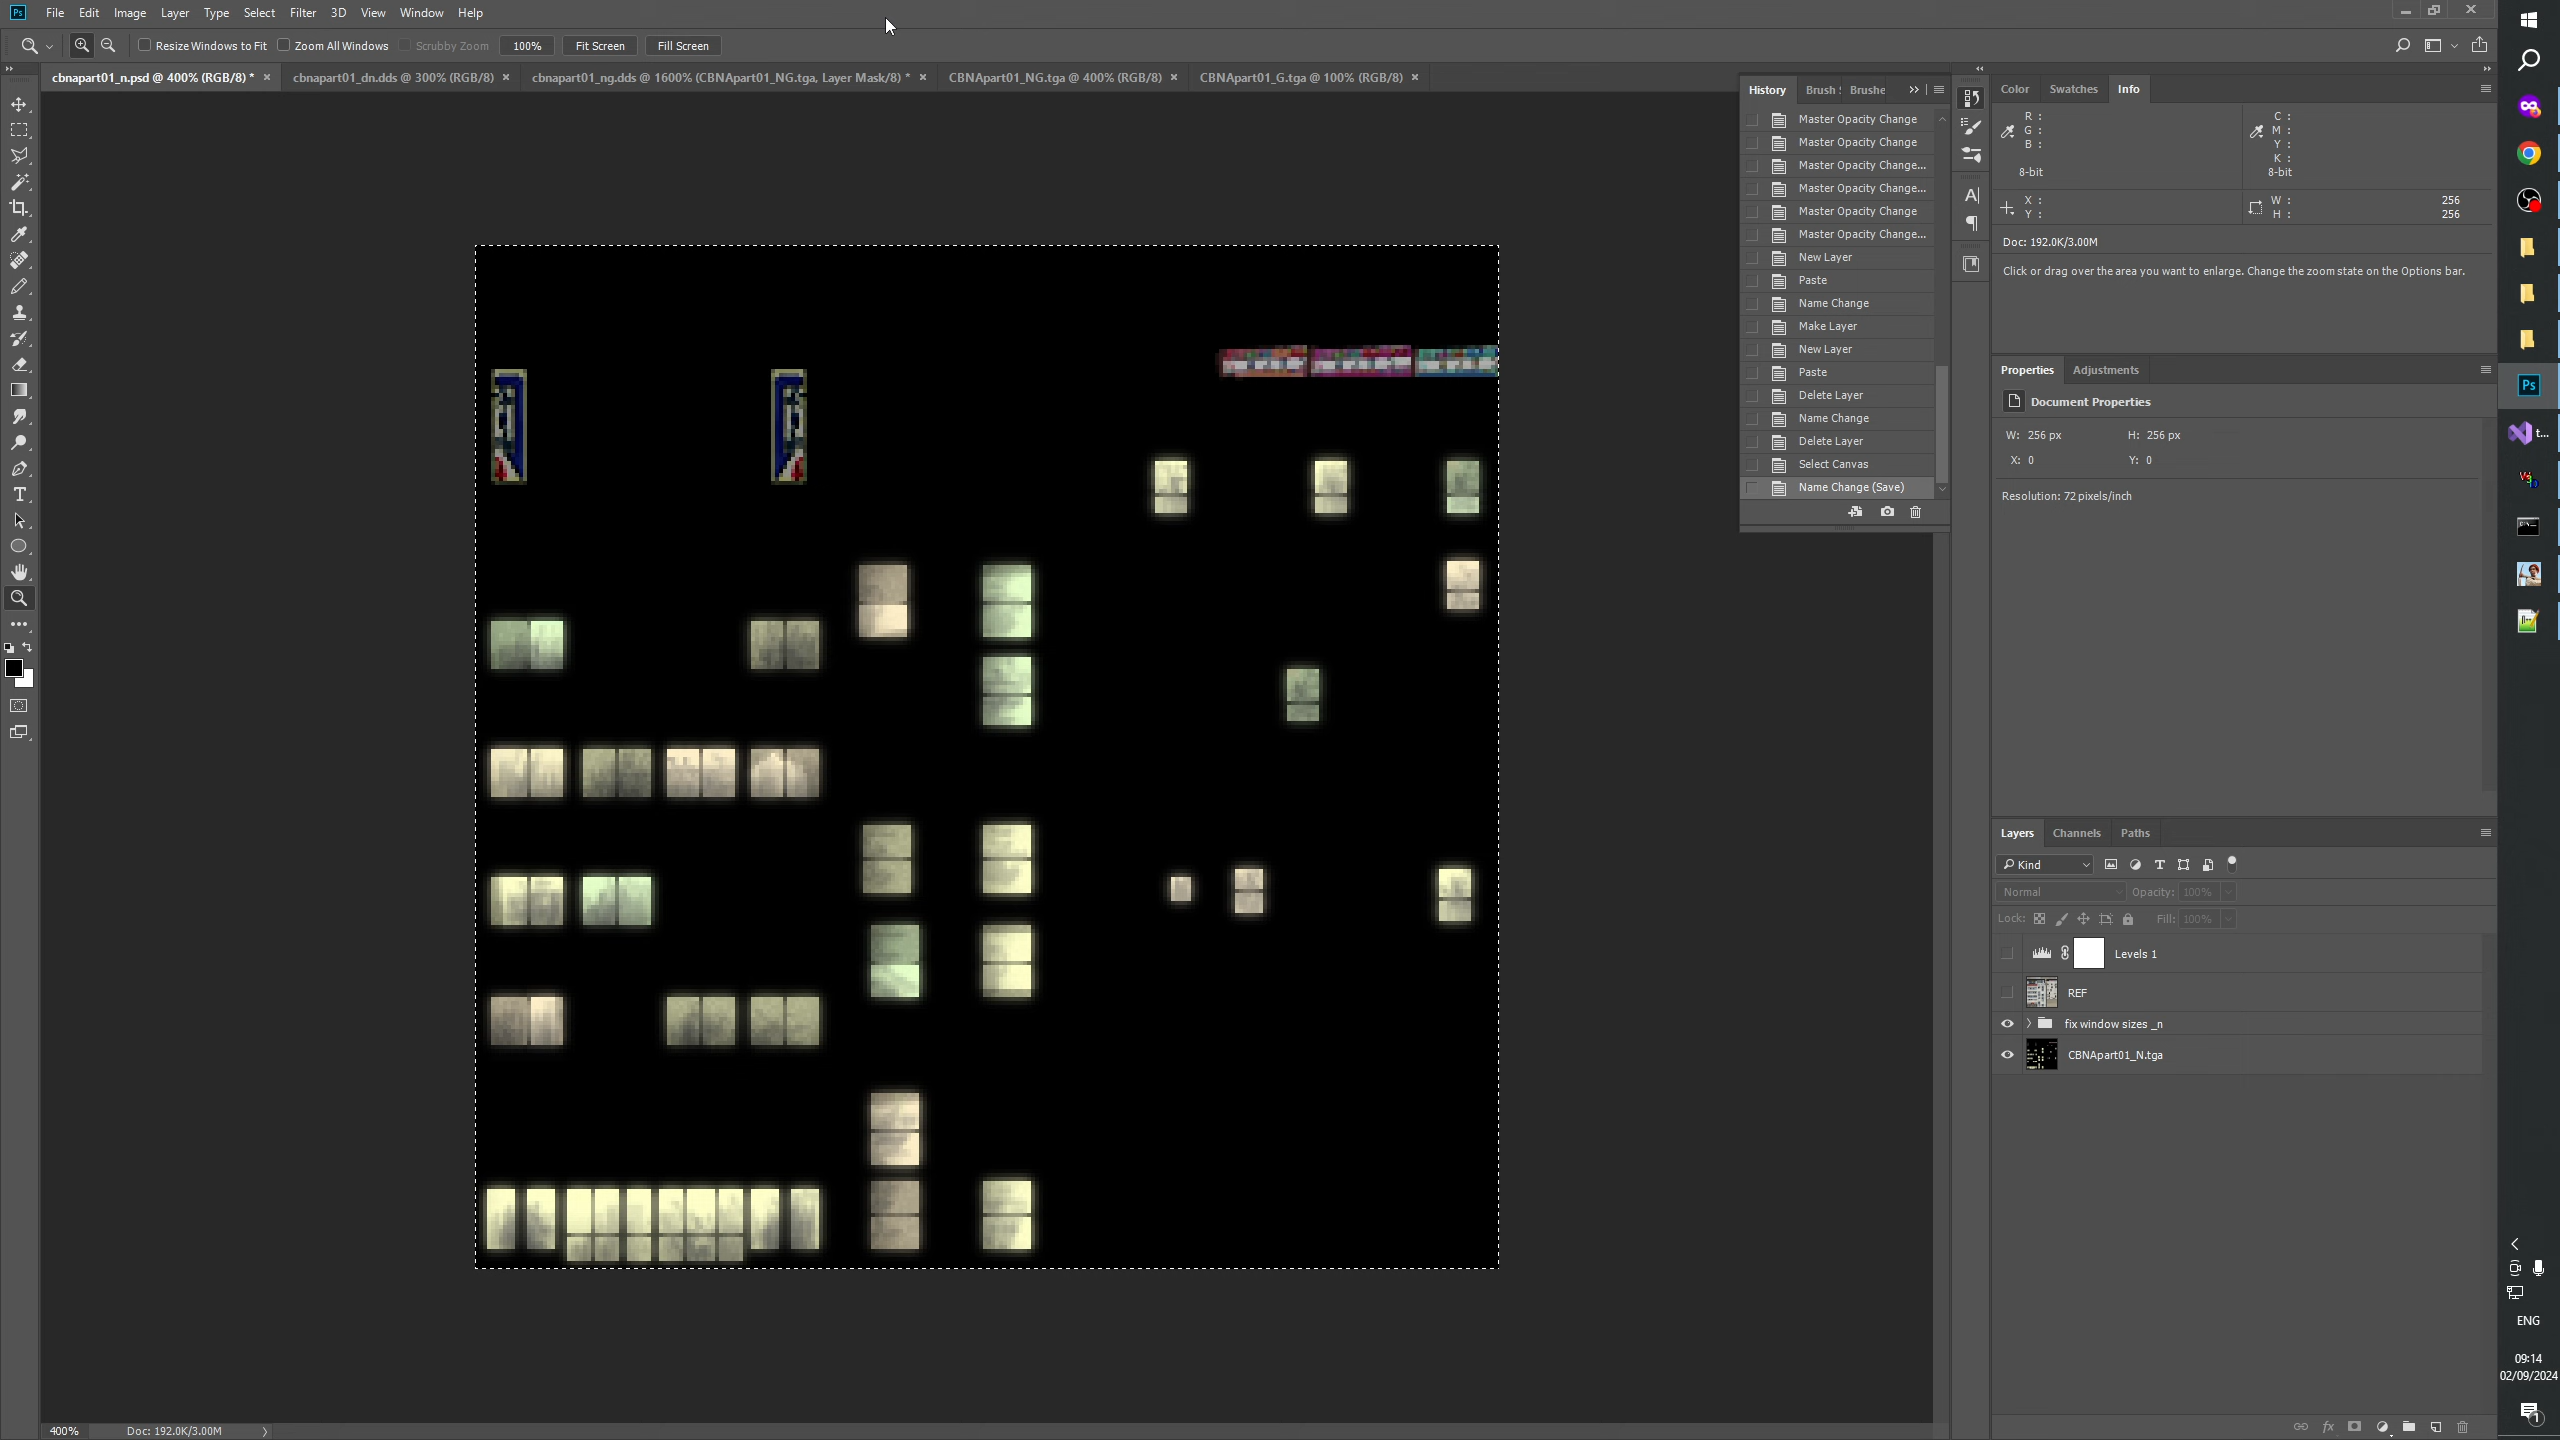 Ps File Edit Image Layer Type Select Filter 3D View Window Help
Resize Windows to Fit Zoom All Windows Scrubby Zoom 100% Fit Screen Fill Screen
cbnapart01_n.psd @ 400% (RGB/8) * cbnapart01_dn.dds @ 300% (RGB/8) cbnapart01_ng.dds @ 1600% (CBNApart01_NG.tga, Layer Mask/8) * CBNApart01_NG.tga @ 400% (RGB/8) CBNApart01_G.tga @ 100% (RGB/8)
History Brush Brushe
Master Opacity Change
Master Opacity Change
Master Opacity Change...
Master Opacity Change...
Master Opacity Change
Master Opacity Change...
New Layer
Paste
Name Change
Make Layer
New Layer
Paste
Delete Layer
Name Change
Delete Layer
Select Canvas
Name Change (Save)
Color Swatches Info
R : C :
G : M :
B : Y :
K :
8-bit 8-bit
X : W : 256
Y : H : 256
Doc: 192.0K/3.00M
Click or drag over the area you want to enlarge. Change the zoom state on the Options bar.
Properties Adjustments
Document Properties
W: 256 px H: 256 px
X: 0 Y: 0
Resolution: 72 pixels/inch
Layers Channels Paths
Kind
Normal Opacity: 100%
Lock: Fill: 100%
Levels 1
REF
fix window sizes _n
CBNApart01_N.tga
400% Doc: 192.0K/3.00M
Ps
t...
ENG
09:14
02/09/2024
1